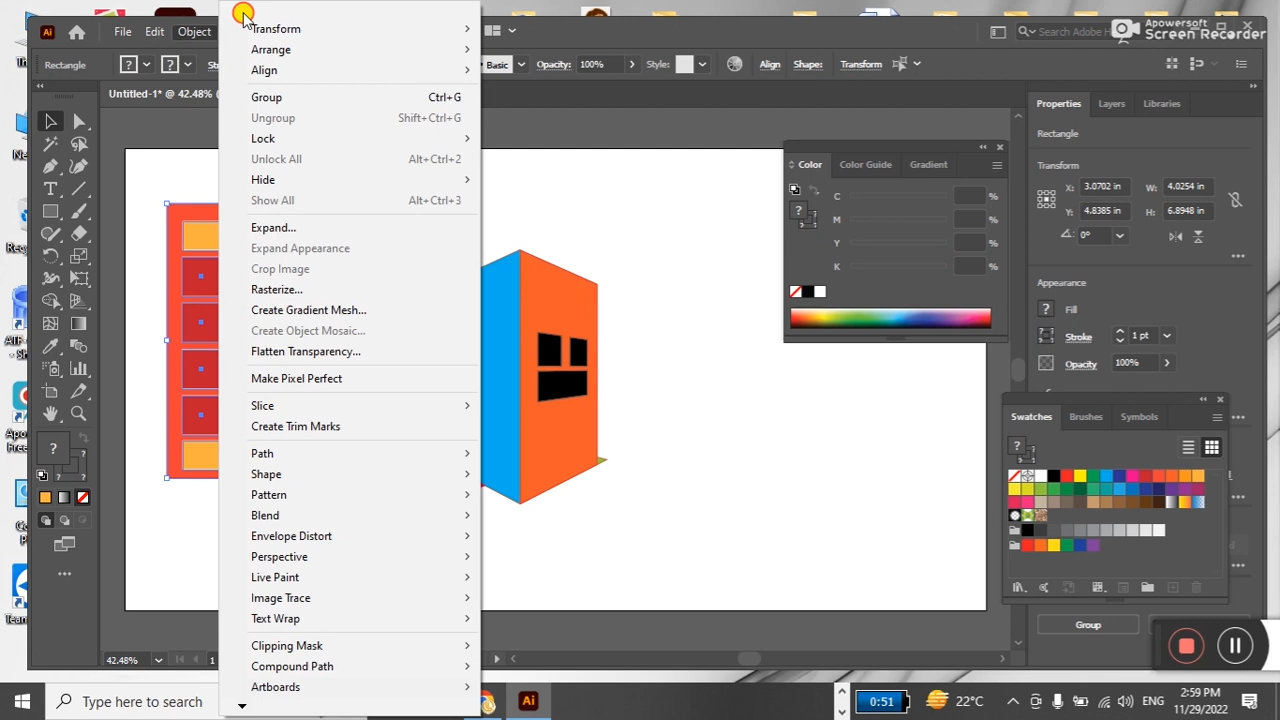 Transform
Arrange
Align
Group Ctrl+G
Ungroup Shift+Ctrl+G
Lock
Unlock All Alt+Ctrl+2
Hide
Show All Alt+Ctrl+3
Expand...
Expand Appearance
Crop Image
Rasterize...
Create Gradient Mesh...
Create Object Mosaic...
Flatten Transparency...
Make Pixel Perfect
Slice
Create Trim Marks
Path
Shape
Pattern
Blend
Envelope Distort
Perspective
Live Paint
Image Trace
Text Wrap
Clipping Mask
Compound Path
Artboards
Ai File Edit Object
Search Adobe
Apowersoft
Screen Recorder
Rectangle
Basic Opacity: 100% Style: Align Shape: Transform
Untitled-1* @ 42.48%
Color Color Guide Gradient
C %
M %
Y %
K %
Properties Layers Libraries
Rectangle
Transform
X: 3.0702 in W: 4.0254 in
Y: 4.8385 in H: 6.8948 in
0°
Appearance
Fill
Stroke 1 pt
Opacity 100%
Swatches Brushes Symbols
Group
42.48% 1
Type here to search
Ai
0:51
22°C
ENG
2:59 PM
11/29/2022